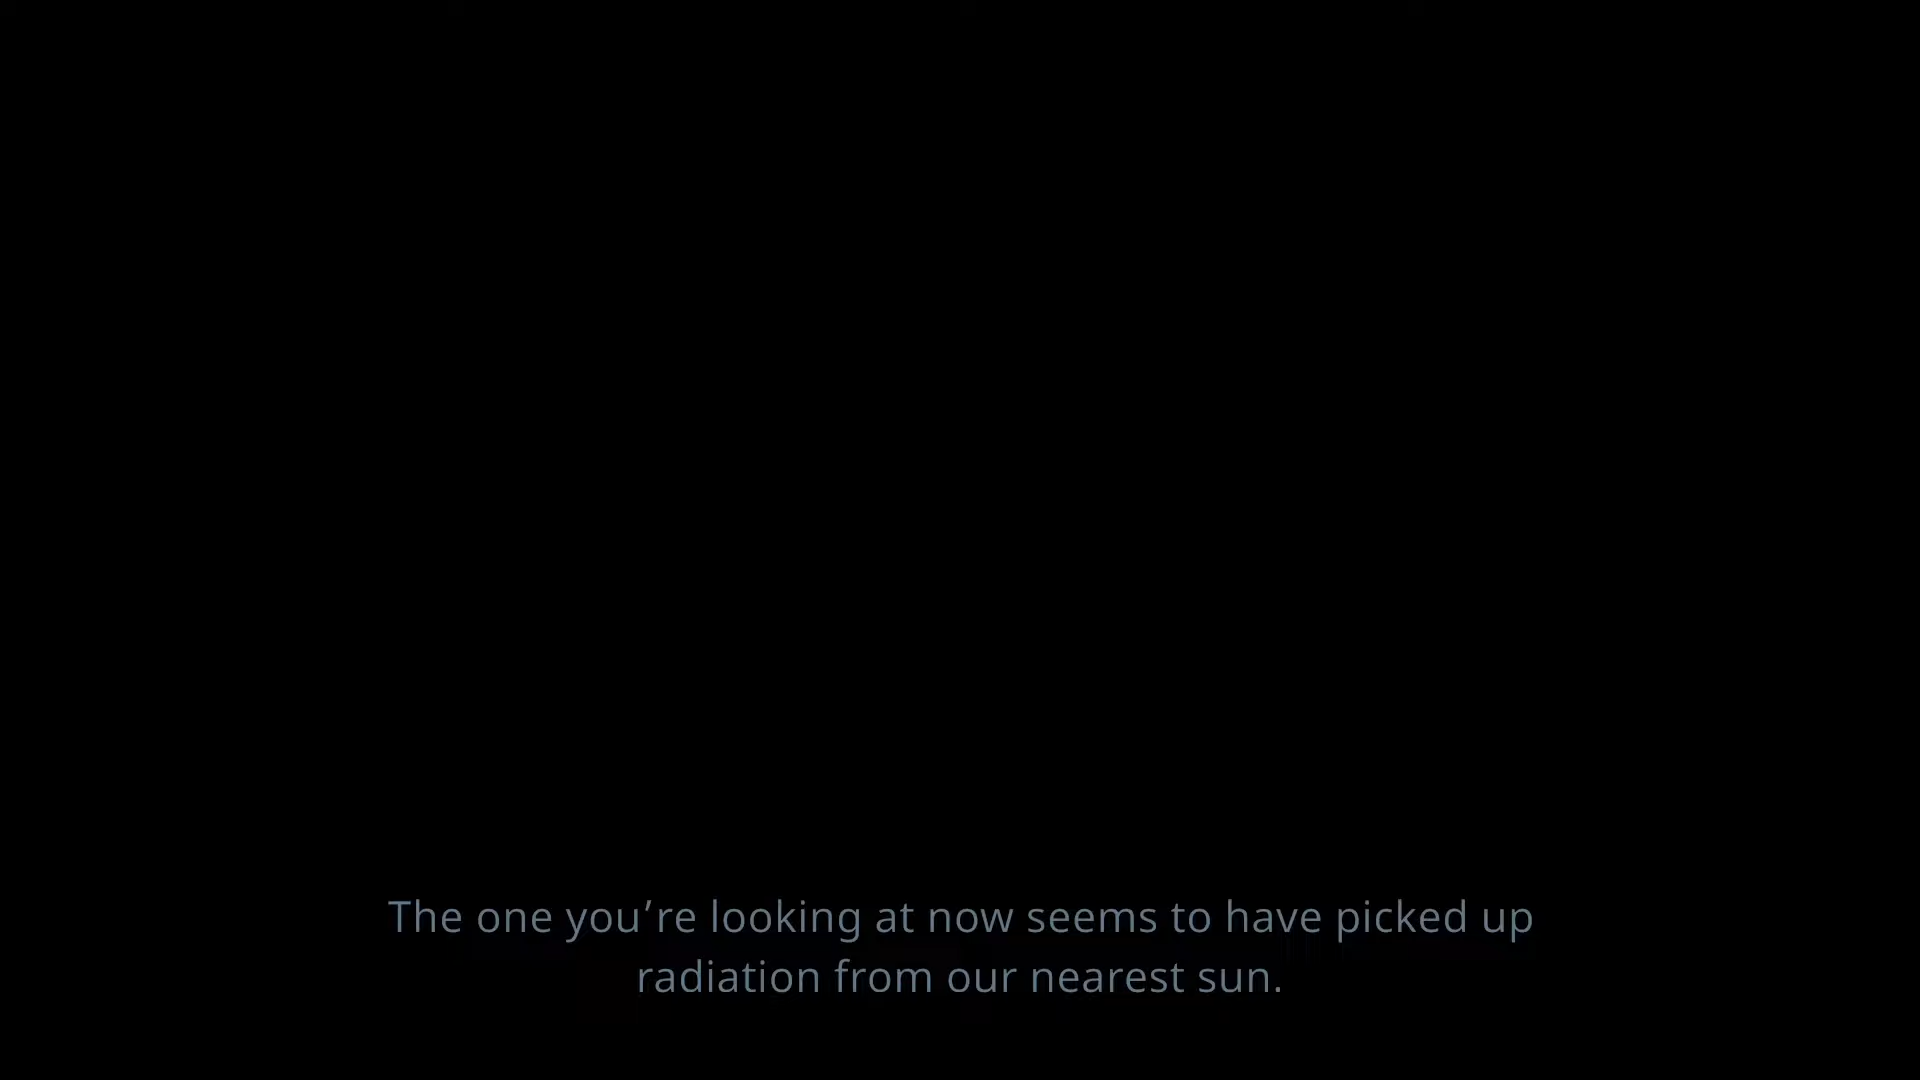 The one you’re looking at now seems to have picked up
radiation from our nearest sun.